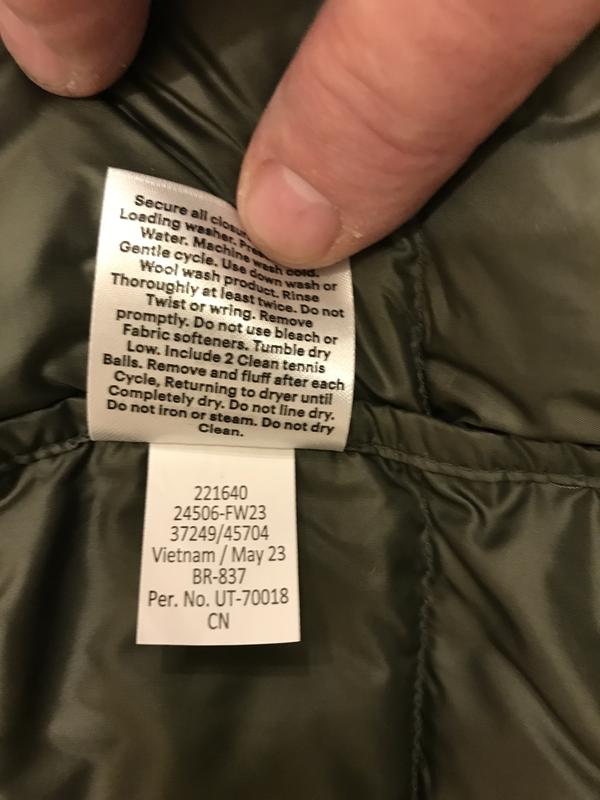 Secure all
Loading washer.
Water. Machine wash cold.
Gentle cycle. Use down wash or
Wool wash product. Rinse
Thoroughly at least twice. Do not
Twist or wring. Remove
promptly. Do not use bleach or
Fabric softeners. Tumble dry
Low. Include 2 Clean tennis
Balls. Remove and fluff after each
Cycle, Returning to dryer until
Completely dry. Do not line dry.
Do not iron or steam. Do not dry
Clean.
221640
24506-FW23
37249/45704
Vietnam / May 23
BR-837
Per. No. UT-70018
CN